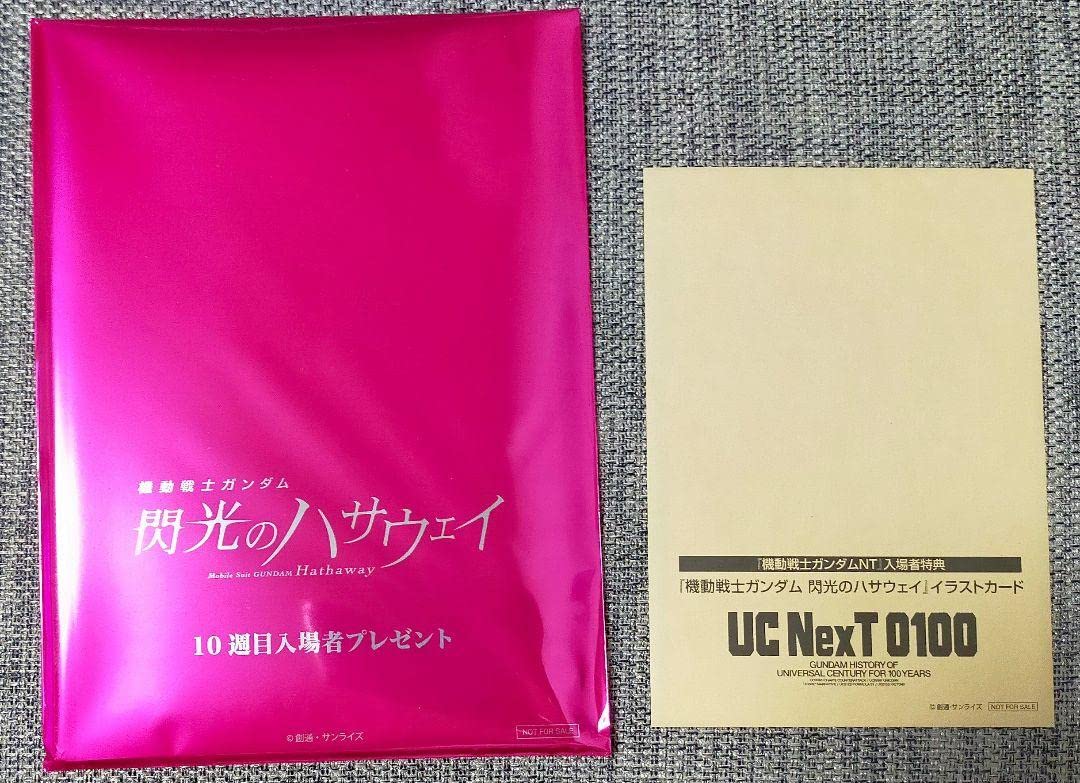 機動戦士ガンダム
閃光のハサウェイ
Mobile Suit GUNDAM Hathaway
10週目入場者プレゼント
©創通・サンライズ
NOT FOR SALE
『機動戦士ガンダムNT』入場者特典
『機動戦士ガンダム 閃光のハサウェイ』イラストカード
UC NexT 0100
GUNDAM HISTORY OF
UNIVERSAL CENTURY FOR 100 YEARS
©創通・サンライズ
NOT FOR SALE